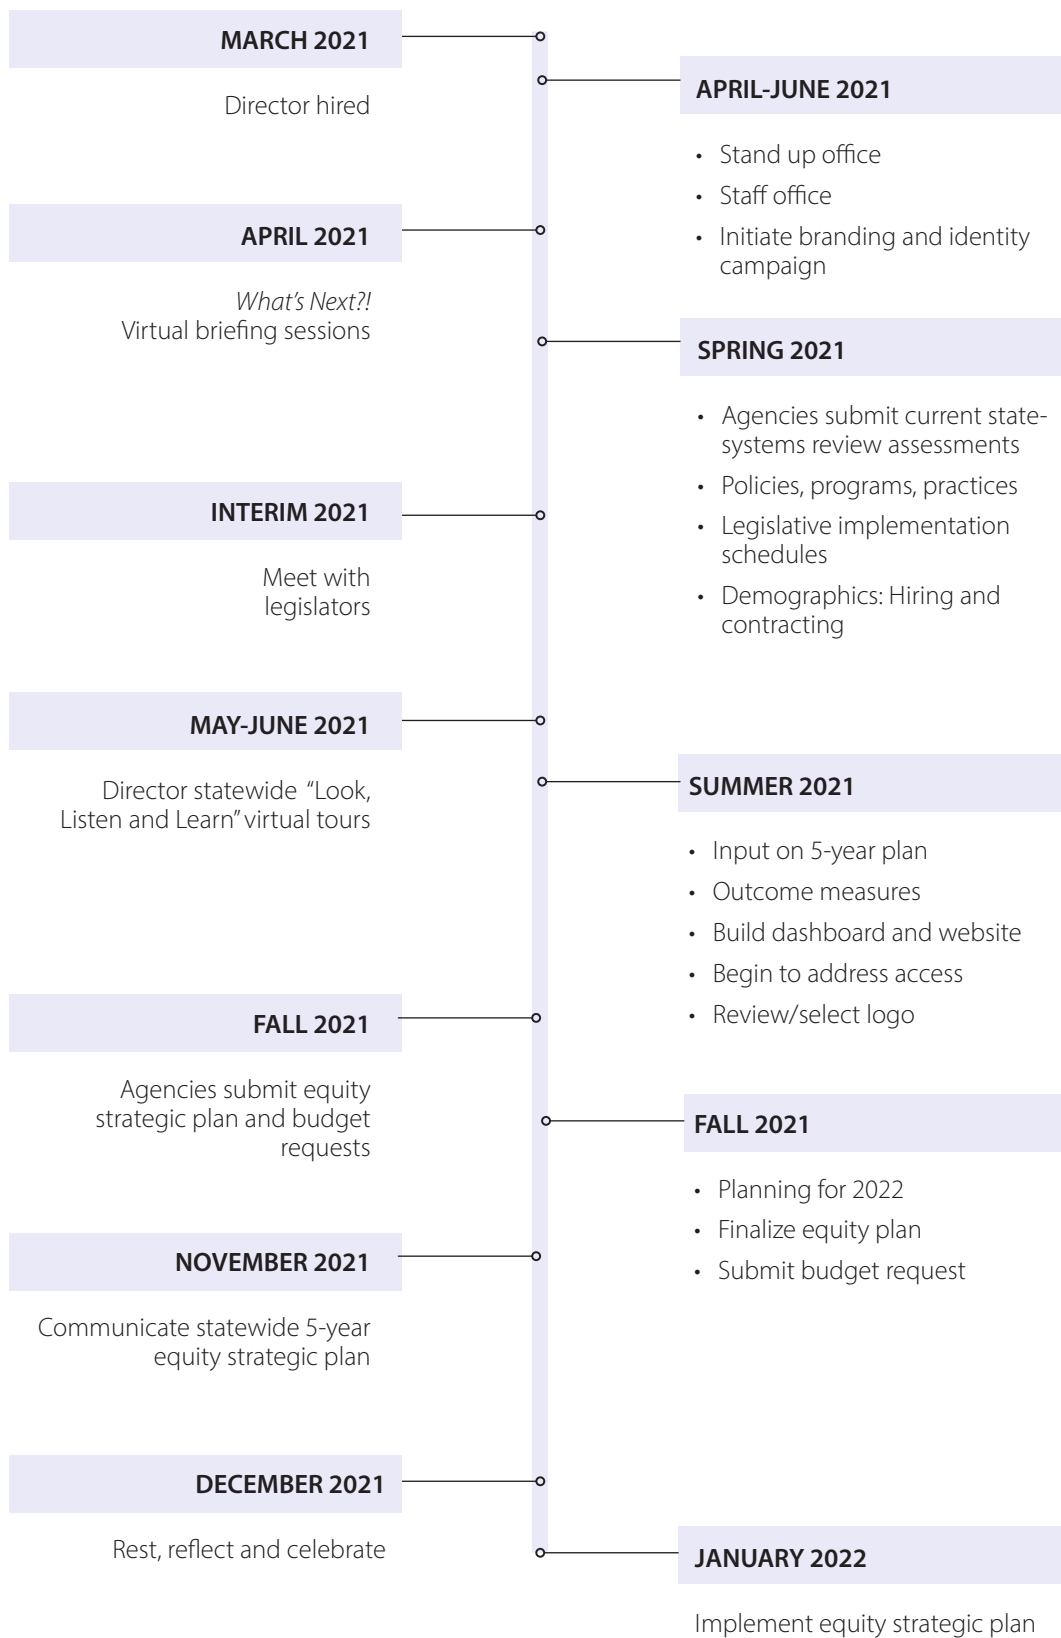 MARCH 2021
Director hired
APRIL-JUNE 2021
• Stand up office
• Staff office
• Initiate branding and identity
campaign
APRIL 2021
What's Next?!
Virtual briefing sessions
SPRING 2021
• Agencies submit current state-
systems review assessments
• Policies, programs, practices
• Legislative implementation
schedules
• Demographics: Hiring and
contracting
INTERIM 2021
Meet with
legislators
MAY-JUNE 2021
Director statewide “Look,
Listen and Learn” virtual tours
SUMMER 2021
• Input on 5-year plan
• Outcome measures
• Build dashboard and website
• Begin to address access
• Review/select logo
FALL 2021
Agencies submit equity
strategic plan and budget
requests
FALL 2021
• Planning for 2022
• Finalize equity plan
• Submit budget request
NOVEMBER 2021
Communicate statewide 5-year
equity strategic plan
DECEMBER 2021
Rest, reflect and celebrate
JANUARY 2022
Implement equity strategic plan